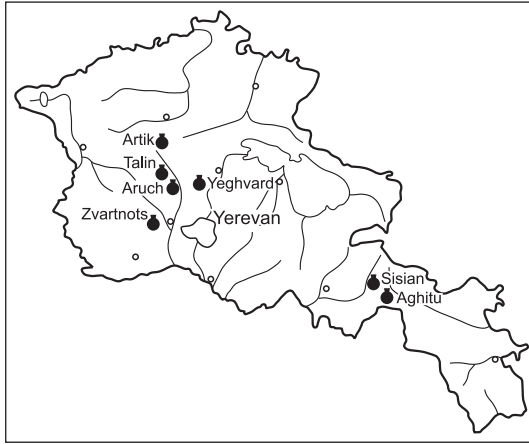 Artik
Talin
Aruch
Yeghvard
Zvartnots
Yerevan
Sisian
Aghitu